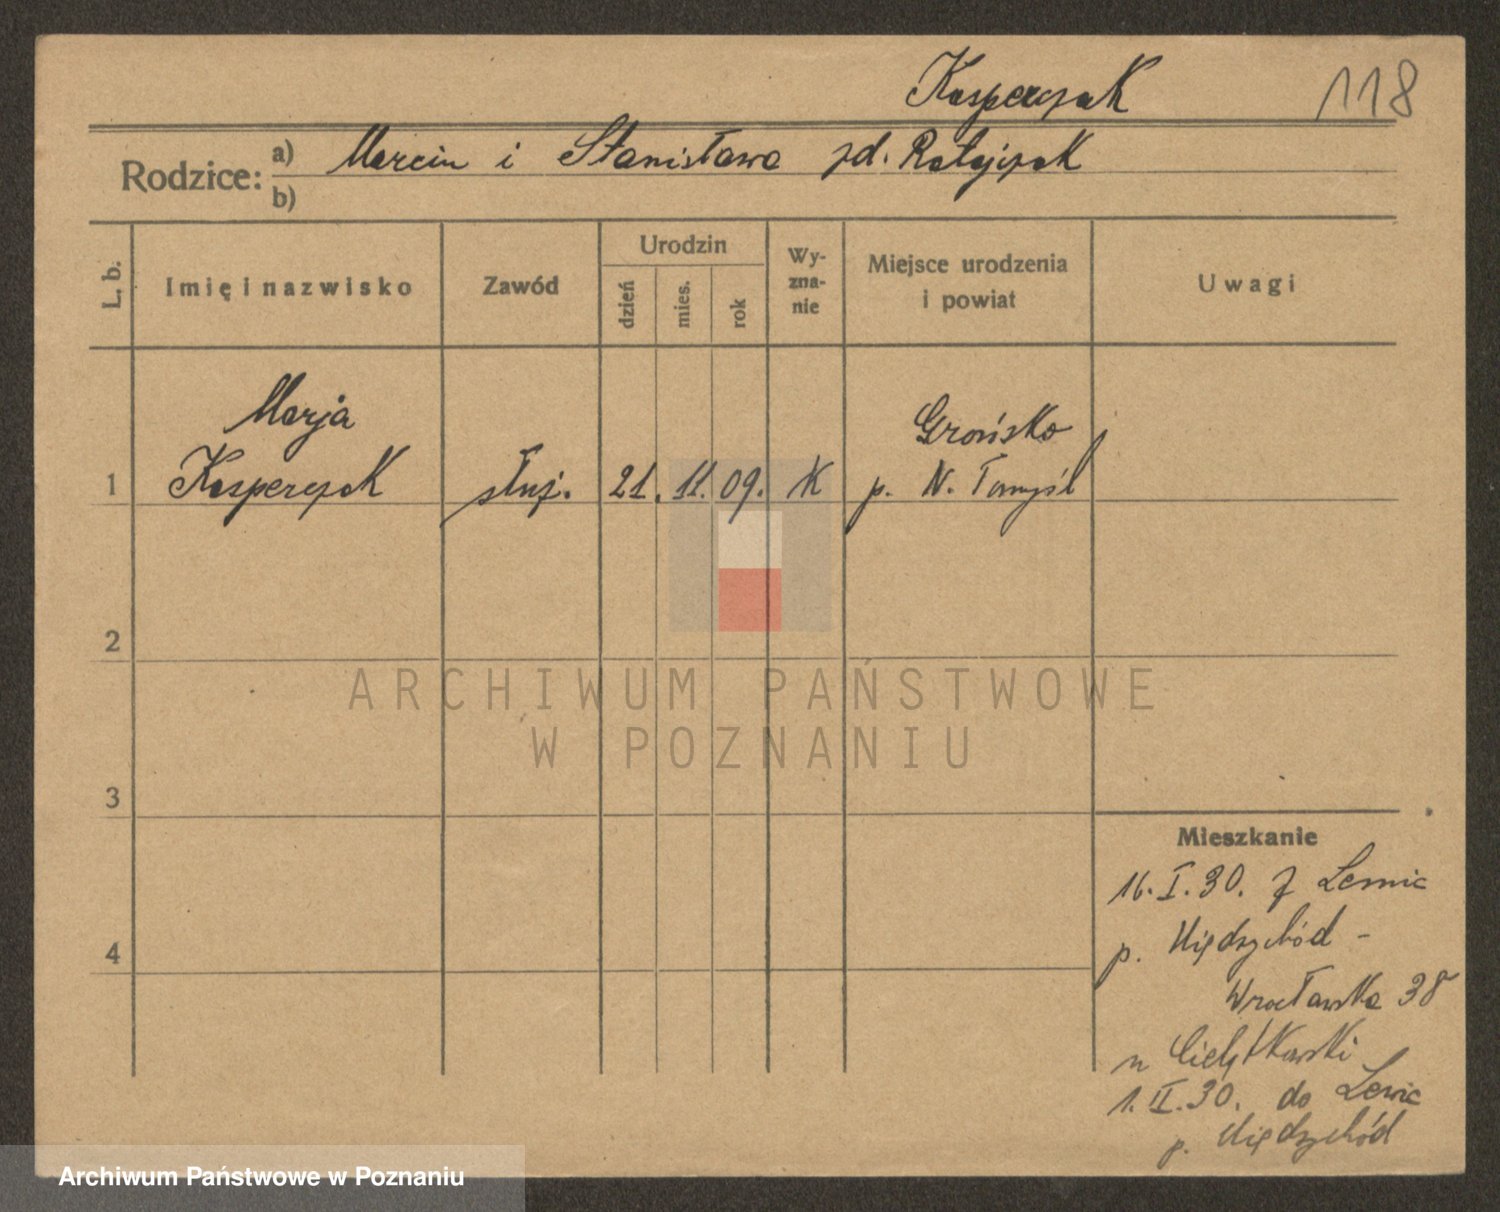 Kasperczak 118
Rodzice: a) Marcin i Stanisława zd. Ratajczak
b)
L. b. Imię i nazwisko Zawód Urodzin dzień mies. rok Wy-
zna-
nie Miejsce urodzenia
i powiat Uwagi
Marja Grońsko
1 Kasperczak służ. 21. 11. 09. K p. N. Tomyśl
2
3
4
Mieszkanie
16. I. 30. z Lewic
p. Międzychód -
Wrocławska 38
u Cielątkowski
1. II. 30. do Lewic
p. Międzychód
ARCHIWUM PAŃSTWOWE
W POZNANIU
Archiwum Państwowe w Poznaniu